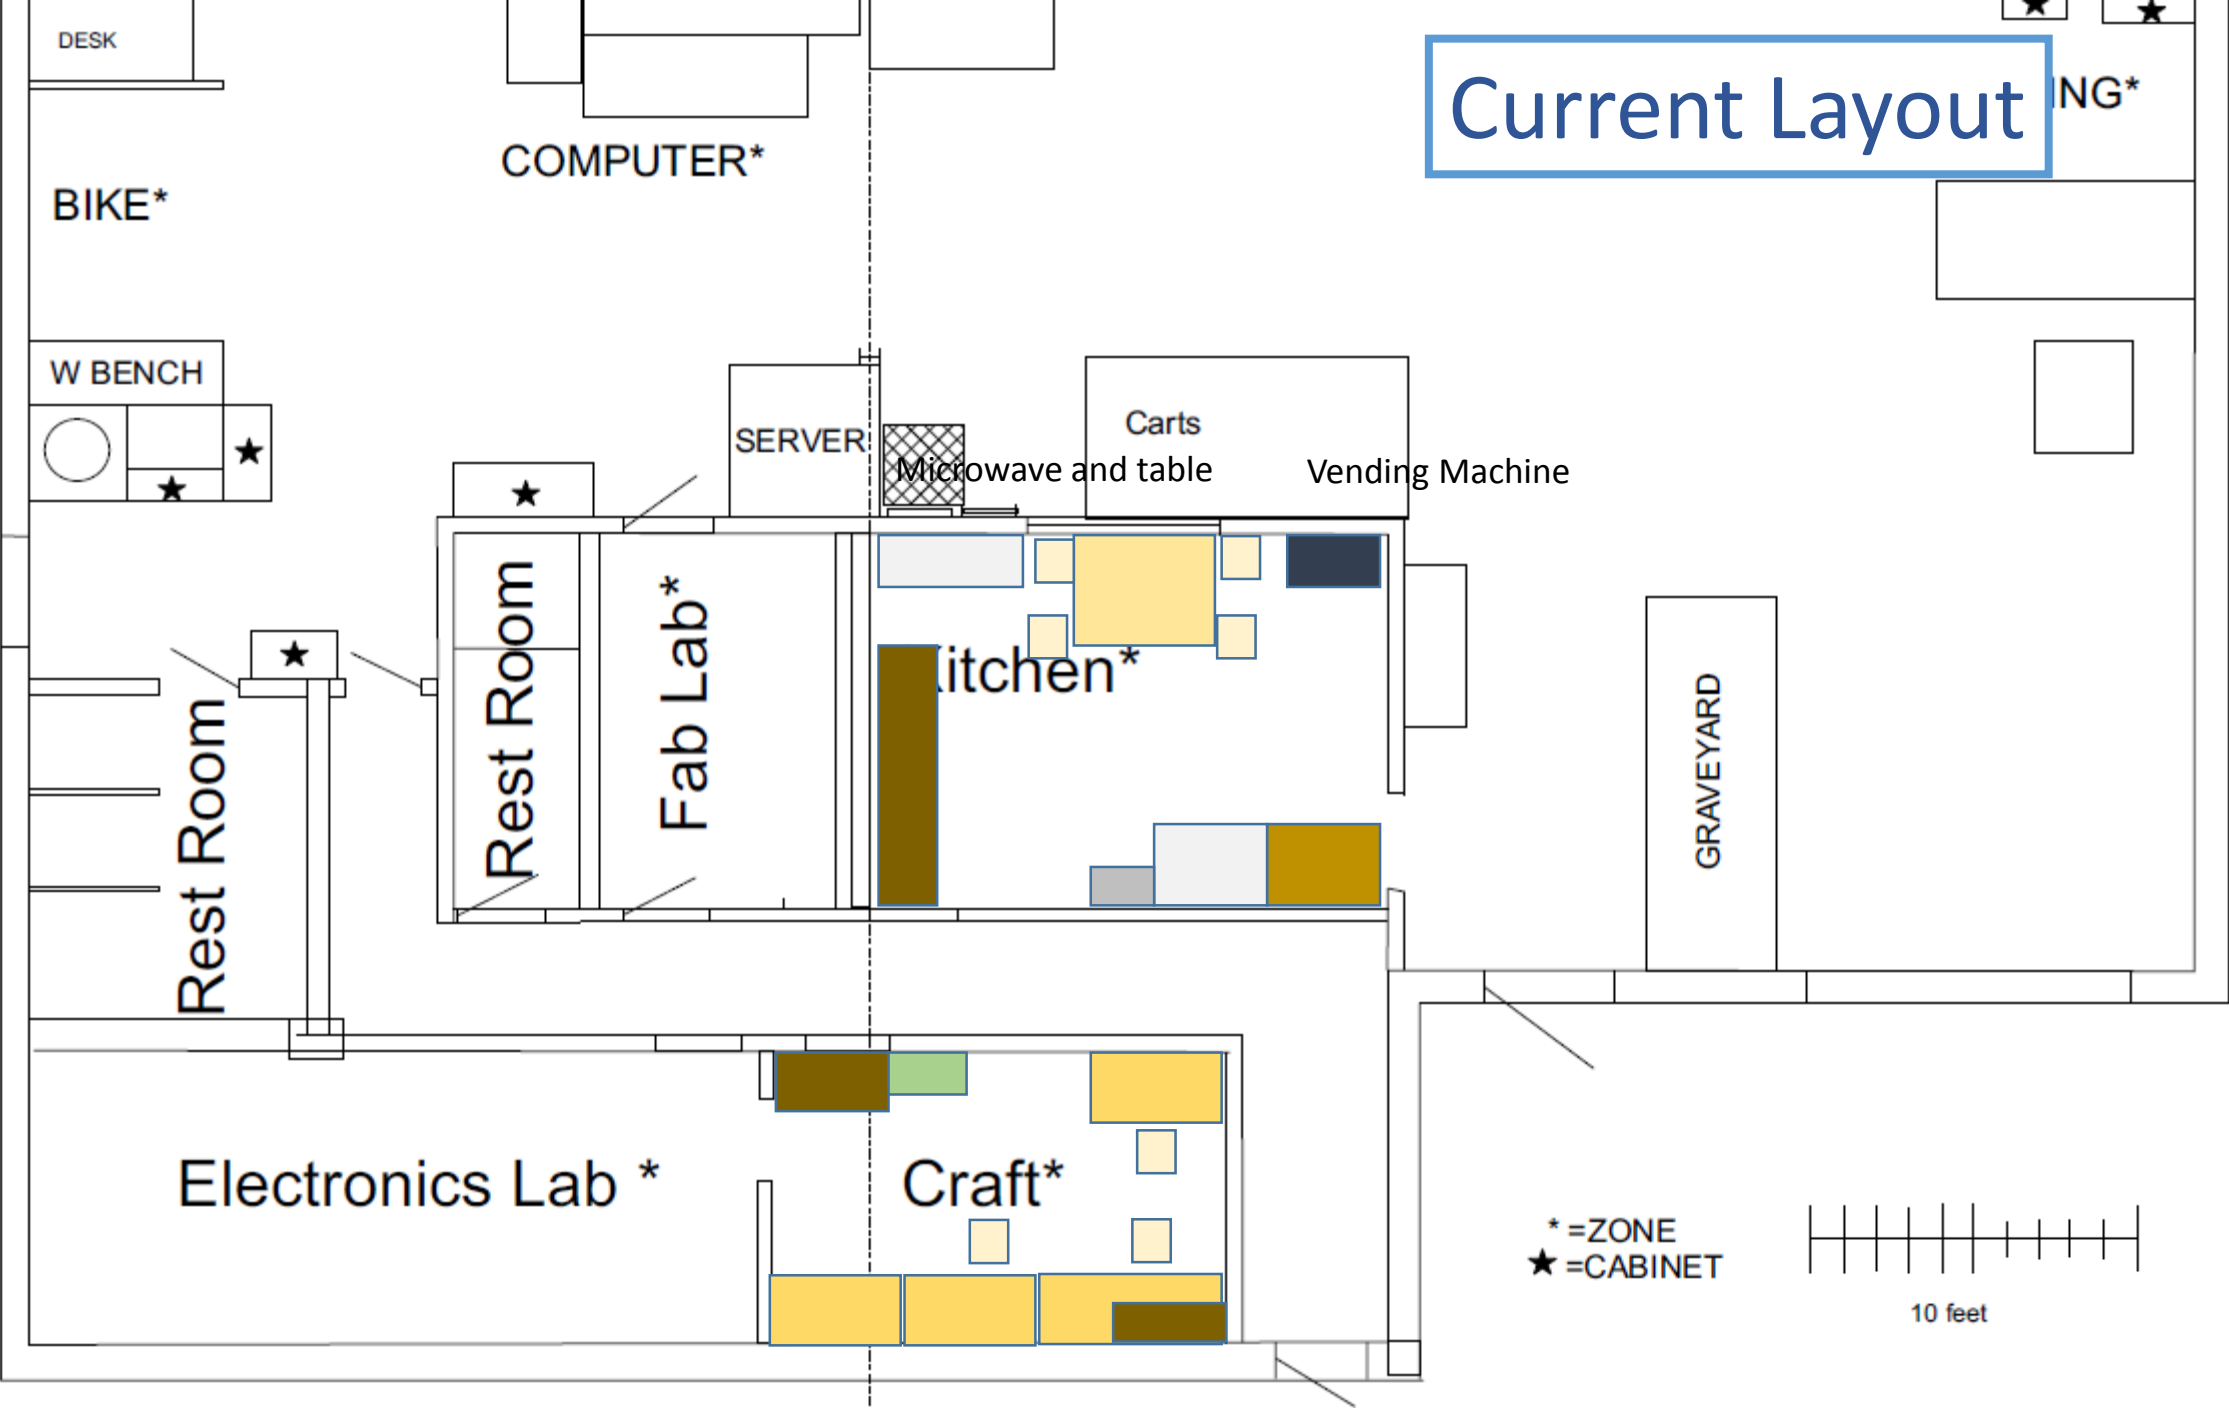 DESK
Current Layout
ING*
COMPUTER*
BIKE*
W BENCH
SERVER
Carts
Microwave and table
Vending Machine
Rest Room
Fab Lab*
itchen*
Rest Room
GRAVEYARD
Electronics Lab *
Craft*
* =ZONE
★ =CABINET
10 feet